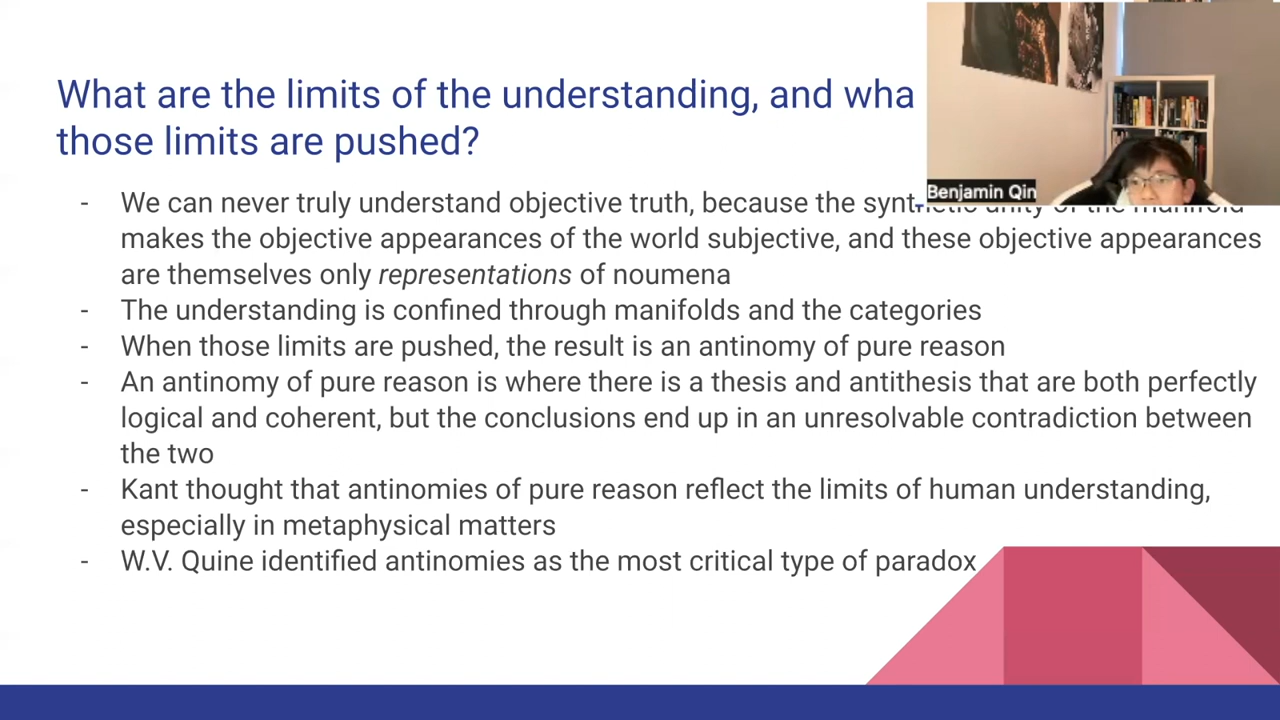 What are the limits of the understanding, and wha
those limits are pushed?
Benjamin Qin
- We can never truly understand objective truth, because the synthetic unity of the manifold
makes the objective appearances of the world subjective, and these objective appearances
are themselves only representations of noumena
- The understanding is confined through manifolds and the categories
- When those limits are pushed, the result is an antinomy of pure reason
- An antinomy of pure reason is where there is a thesis and antithesis that are both perfectly
logical and coherent, but the conclusions end up in an unresolvable contradiction between
the two
- Kant thought that antinomies of pure reason reflect the limits of human understanding,
especially in metaphysical matters
- W.V. Quine identified antinomies as the most critical type of paradox